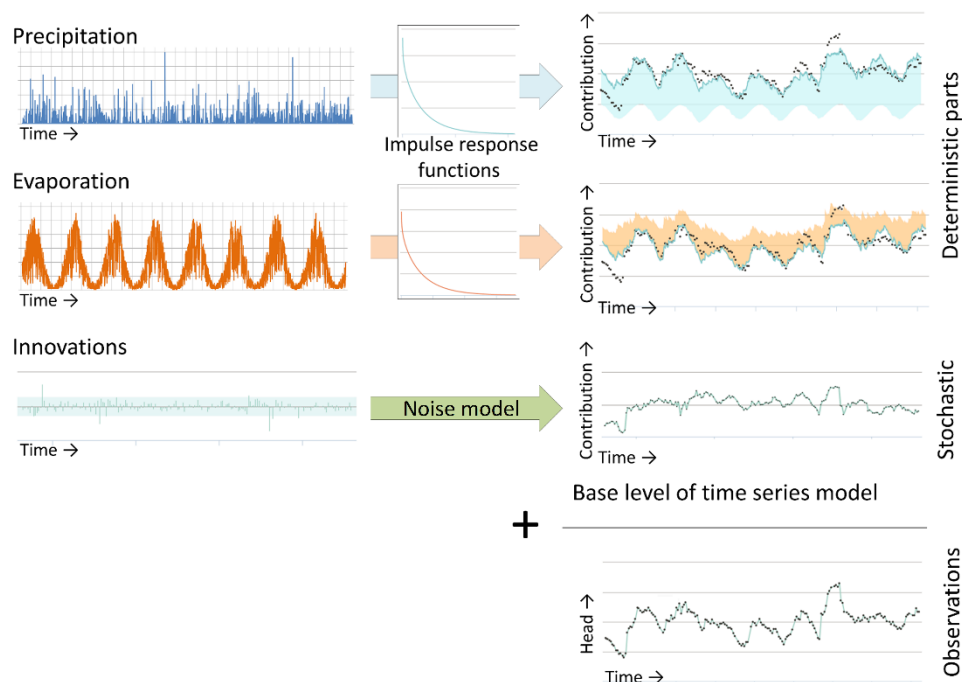 Precipitation
Time →
Impulse response
functions
Contribution →
Time →
Deterministic parts
Evaporation
Time →
Contribution →
Time →
Innovations
Time →
Noise model
Contribution →
Time →
Stochastic
Base level of time series model
+
Head →
Time →
Observations